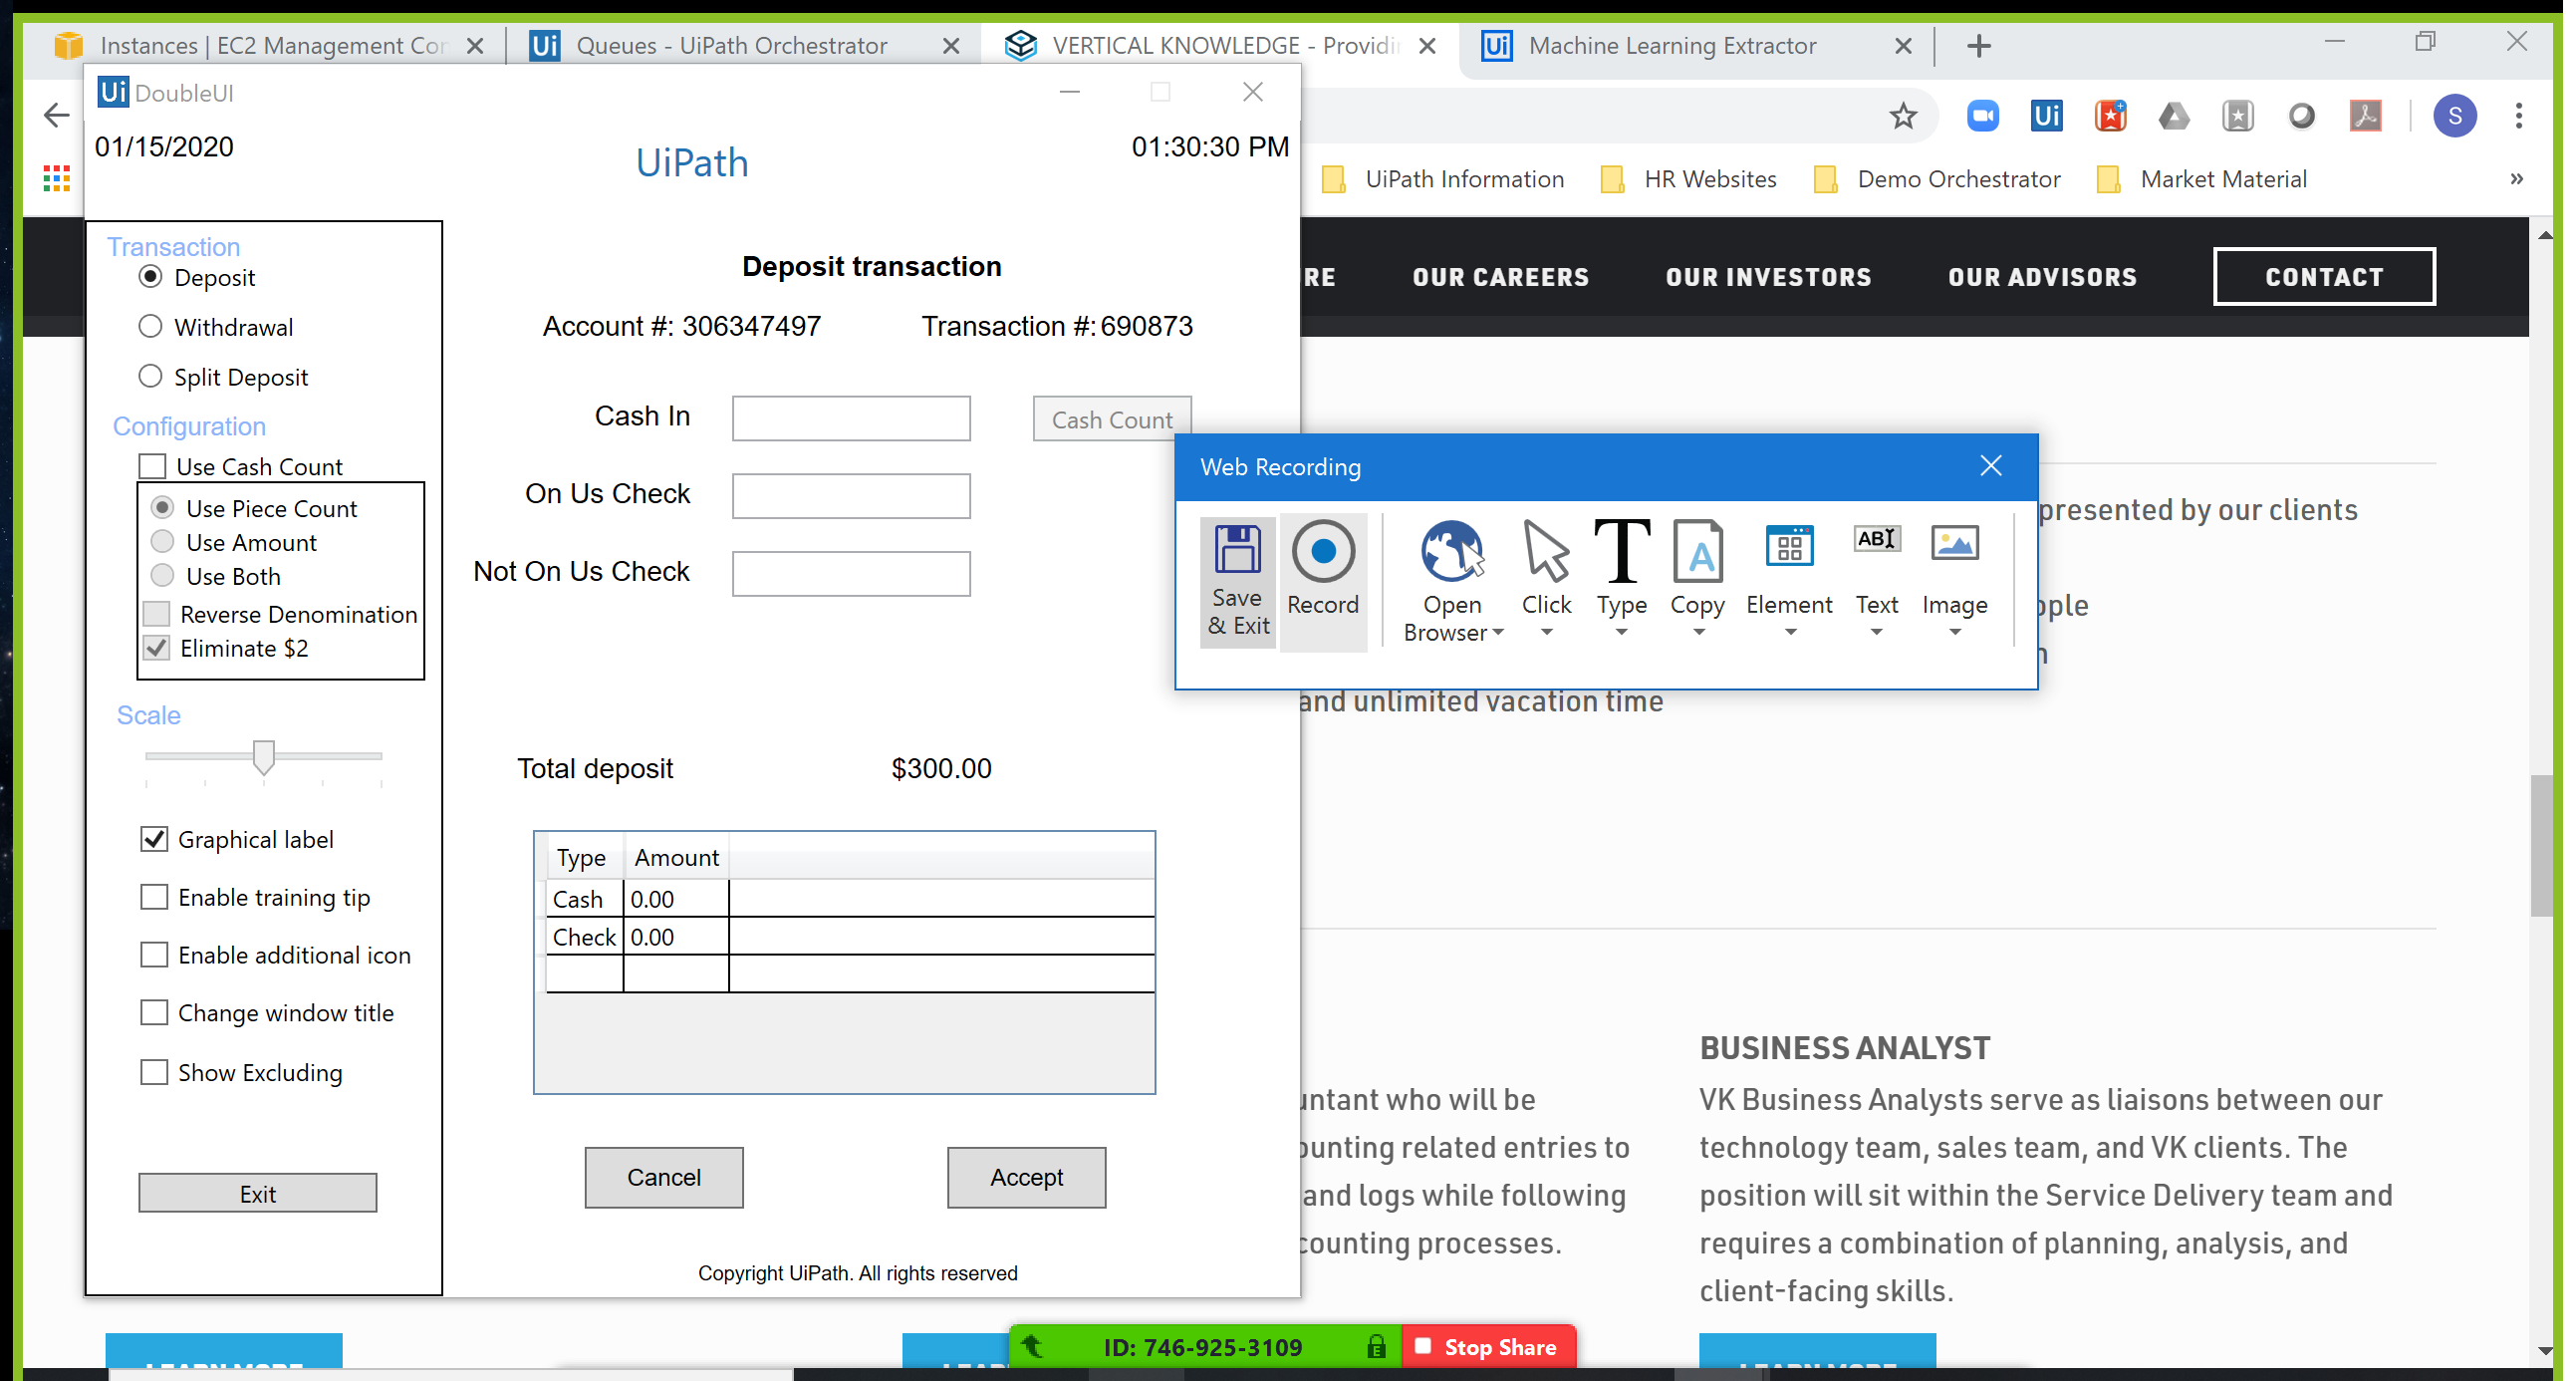 Instances | EC2 Management Con
Queues - UiPath Orchestrator
VERTICAL KNOWLEDGE - Providin
Machine Learning Extractor
DoubleUI
01/15/2020
UiPath
01:30:30 PM
S
UiPath Information
HR Websites
Demo Orchestrator
Market Material
»
RE
OUR CAREERS
OUR INVESTORS
OUR ADVISORS
CONTACT
Transaction
Deposit
Withdrawal
Split Deposit
Configuration
Use Cash Count
Use Piece Count
Use Amount
Use Both
Reverse Denomination
Eliminate $2
Scale
Graphical label
Enable training tip
Enable additional icon
Change window title
Show Excluding
Exit
Deposit transaction
Account #: 306347497
Transaction #: 690873
Cash In
Cash Count
On Us Check
Not On Us Check
Total deposit
$300.00
Type Amount
Cash 0.00
Check 0.00
Cancel
Accept
Copyright UiPath. All rights reserved
Web Recording
Save
& Exit
Record
Open
Browser
Click
Type
Copy
Element
Text
Image
presented by our clients
ople
n
and unlimited vacation time
untant who will be
ounting related entries to
and logs while following
counting processes.
BUSINESS ANALYST
VK Business Analysts serve as liaisons between our
technology team, sales team, and VK clients. The
position will sit within the Service Delivery team and
requires a combination of planning, analysis, and
client-facing skills.
LEARN MORE
LEAR
LEARN MORE
ID: 746-925-3109
Stop Share